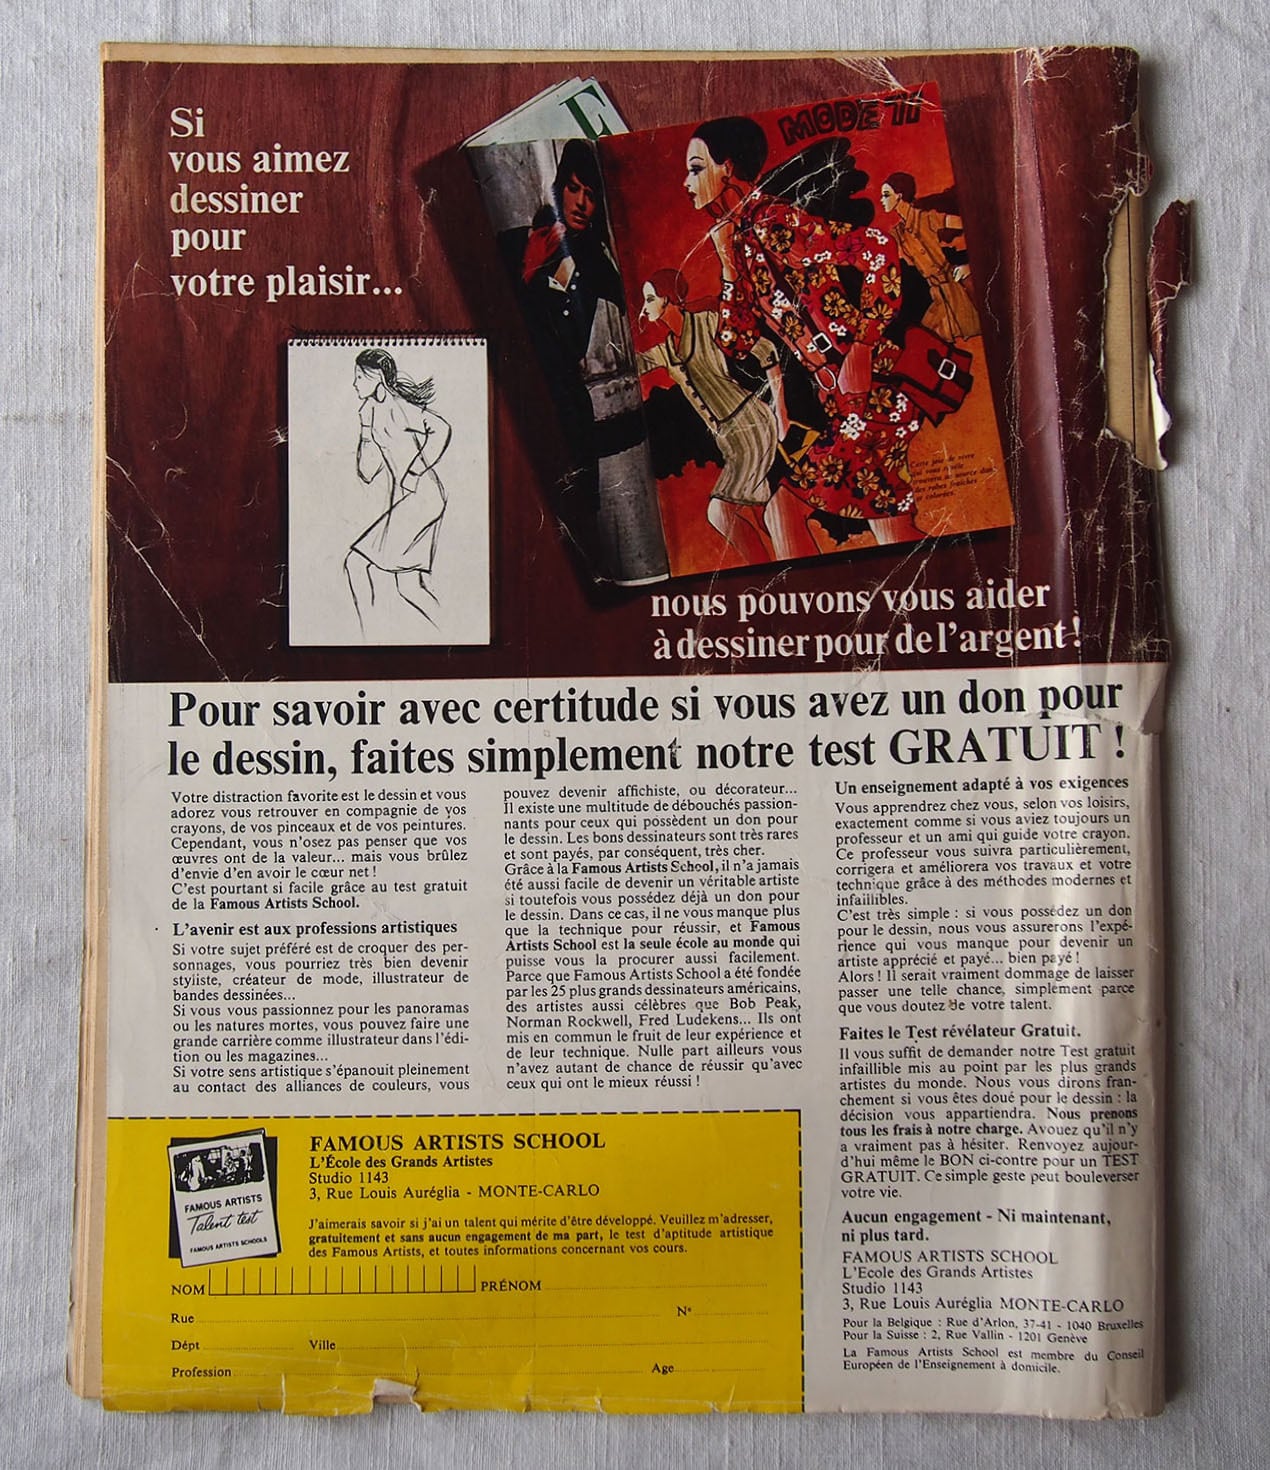 Si
vous aimez
dessiner
pour
votre plaisir...
E
MODE 71
Cette joie de vivre
des robes fraîches
et colorées.
nous pouvons vous aider
à dessiner pour de l'argent!
Pour savoir avec certitude si vous avez un don pour
le dessin, faites simplement notre test GRATUIT !
Votre distraction favorite est le dessin et vous
adorez vous retrouver en compagnie de vos
crayons, de vos pinceaux et de vos peintures.
Cependant, vous n'osez pas penser que vos
œuvres ont de la valeur... mais vous brûlez
d'envie d'en avoir le cœur net !
C'est pourtant si facile grâce au test gratuit
de la Famous Artists School.
L'avenir est aux professions artistiques
Si votre sujet préféré est de croquer des per-
sonnages, vous pourriez très bien devenir
styliste, créateur de mode, illustrateur de
bandes dessinées...
Si vous vous passionnez pour les panoramas
ou les natures mortes, vous pouvez faire une
grande carrière comme illustrateur dans l'édi-
tion ou les magazines...
Si votre sens artistique s'épanouit pleinement
au contact des alliances de couleurs, vous
pouvez devenir affichiste, ou décorateur...
Il existe une multitude de débouchés passion-
nants pour ceux qui possèdent un don pour
le dessin. Les bons dessinateurs sont très rares
et sont payés, par conséquent, très cher.
Grâce à la Famous Artists School, il n'a jamais
été aussi facile de devenir un véritable artiste
si toutefois vous possédez déjà un don pour
le dessin. Dans ce cas, il ne vous manque plus
que la technique pour réussir, et Famous
Artists School est la seule école au monde qui
puisse vous la procurer aussi facilement.
Parce que Famous Artists School a été fondée
par les 25 plus grands dessinateurs américains,
des artistes aussi célèbres que Bob Peak,
Norman Rockwell, Fred Ludekens... Ils ont
mis en commun le fruit de leur expérience et
de leur technique. Nulle part ailleurs vous
n'avez autant de chance de réussir qu'avec
ceux qui ont le mieux réussi !
Un enseignement adapté à vos exigences
Vous apprendrez chez vous, selon vos loisirs,
exactement comme si vous aviez toujours un
professeur et un ami qui guide votre crayon.
Ce professeur vous suivra particulièrement,
corrigera et améliorera vos travaux et votre
technique grâce à des méthodes modernes et
infaillibles.
C'est très simple : si vous possédez un don
pour le dessin, nous vous assurerons l'expé-
rience qui vous manque pour devenir un
artiste apprécié et payé... bien payé !
Alors ! Il serait vraiment dommage de laisser
passer une telle chance, simplement parce
que vous doutez de votre talent.
Faites le Test révélateur Gratuit.
Il vous suffit de demander notre Test gratuit
infaillible mis au point par les plus grands
artistes du monde. Nous vous dirons fran-
chement si vous êtes doué pour le dessin : la
décision vous appartiendra. Nous prenons
tous les frais à notre charge. Avouez qu'il n'y
a vraiment pas à hésiter. Renvoyez aujour-
d'hui même le BON ci-contre pour un TEST
GRATUIT. Ce simple geste peut bouleverser
votre vie.
Aucun engagement - Ni maintenant,
ni plus tard.
FAMOUS ARTISTS SCHOOL
L'Ecole des Grands Artistes
Studio 1143
3, Rue Louis Auréglia MONTE-CARLO
Pour la Belgique : Rue d'Arlon, 37-41 - 1040 Bruxelles
Pour la Suisse : 2, Rue Vallin - 1201 Genève
La Famous Artists School est membre du Conseil
Européen de l'Enseignement à domicile.
FAMOUS ARTISTS
Talent test
FAMOUS ARTISTS SCHOOLS
FAMOUS ARTISTS SCHOOL
L'École des Grands Artistes
Studio 1143
3, Rue Louis Auréglia - MONTE-CARLO
J'aimerais savoir si j'ai un talent qui mérite d'être développé. Veuillez m'adresser,
gratuitement et sans aucun engagement de ma part, le test d'aptitude artistique
des Famous Artists, et toutes informations concernant vos cours.
NOM PRÉNOM
Rue N°
Dépt Ville
Profession Age